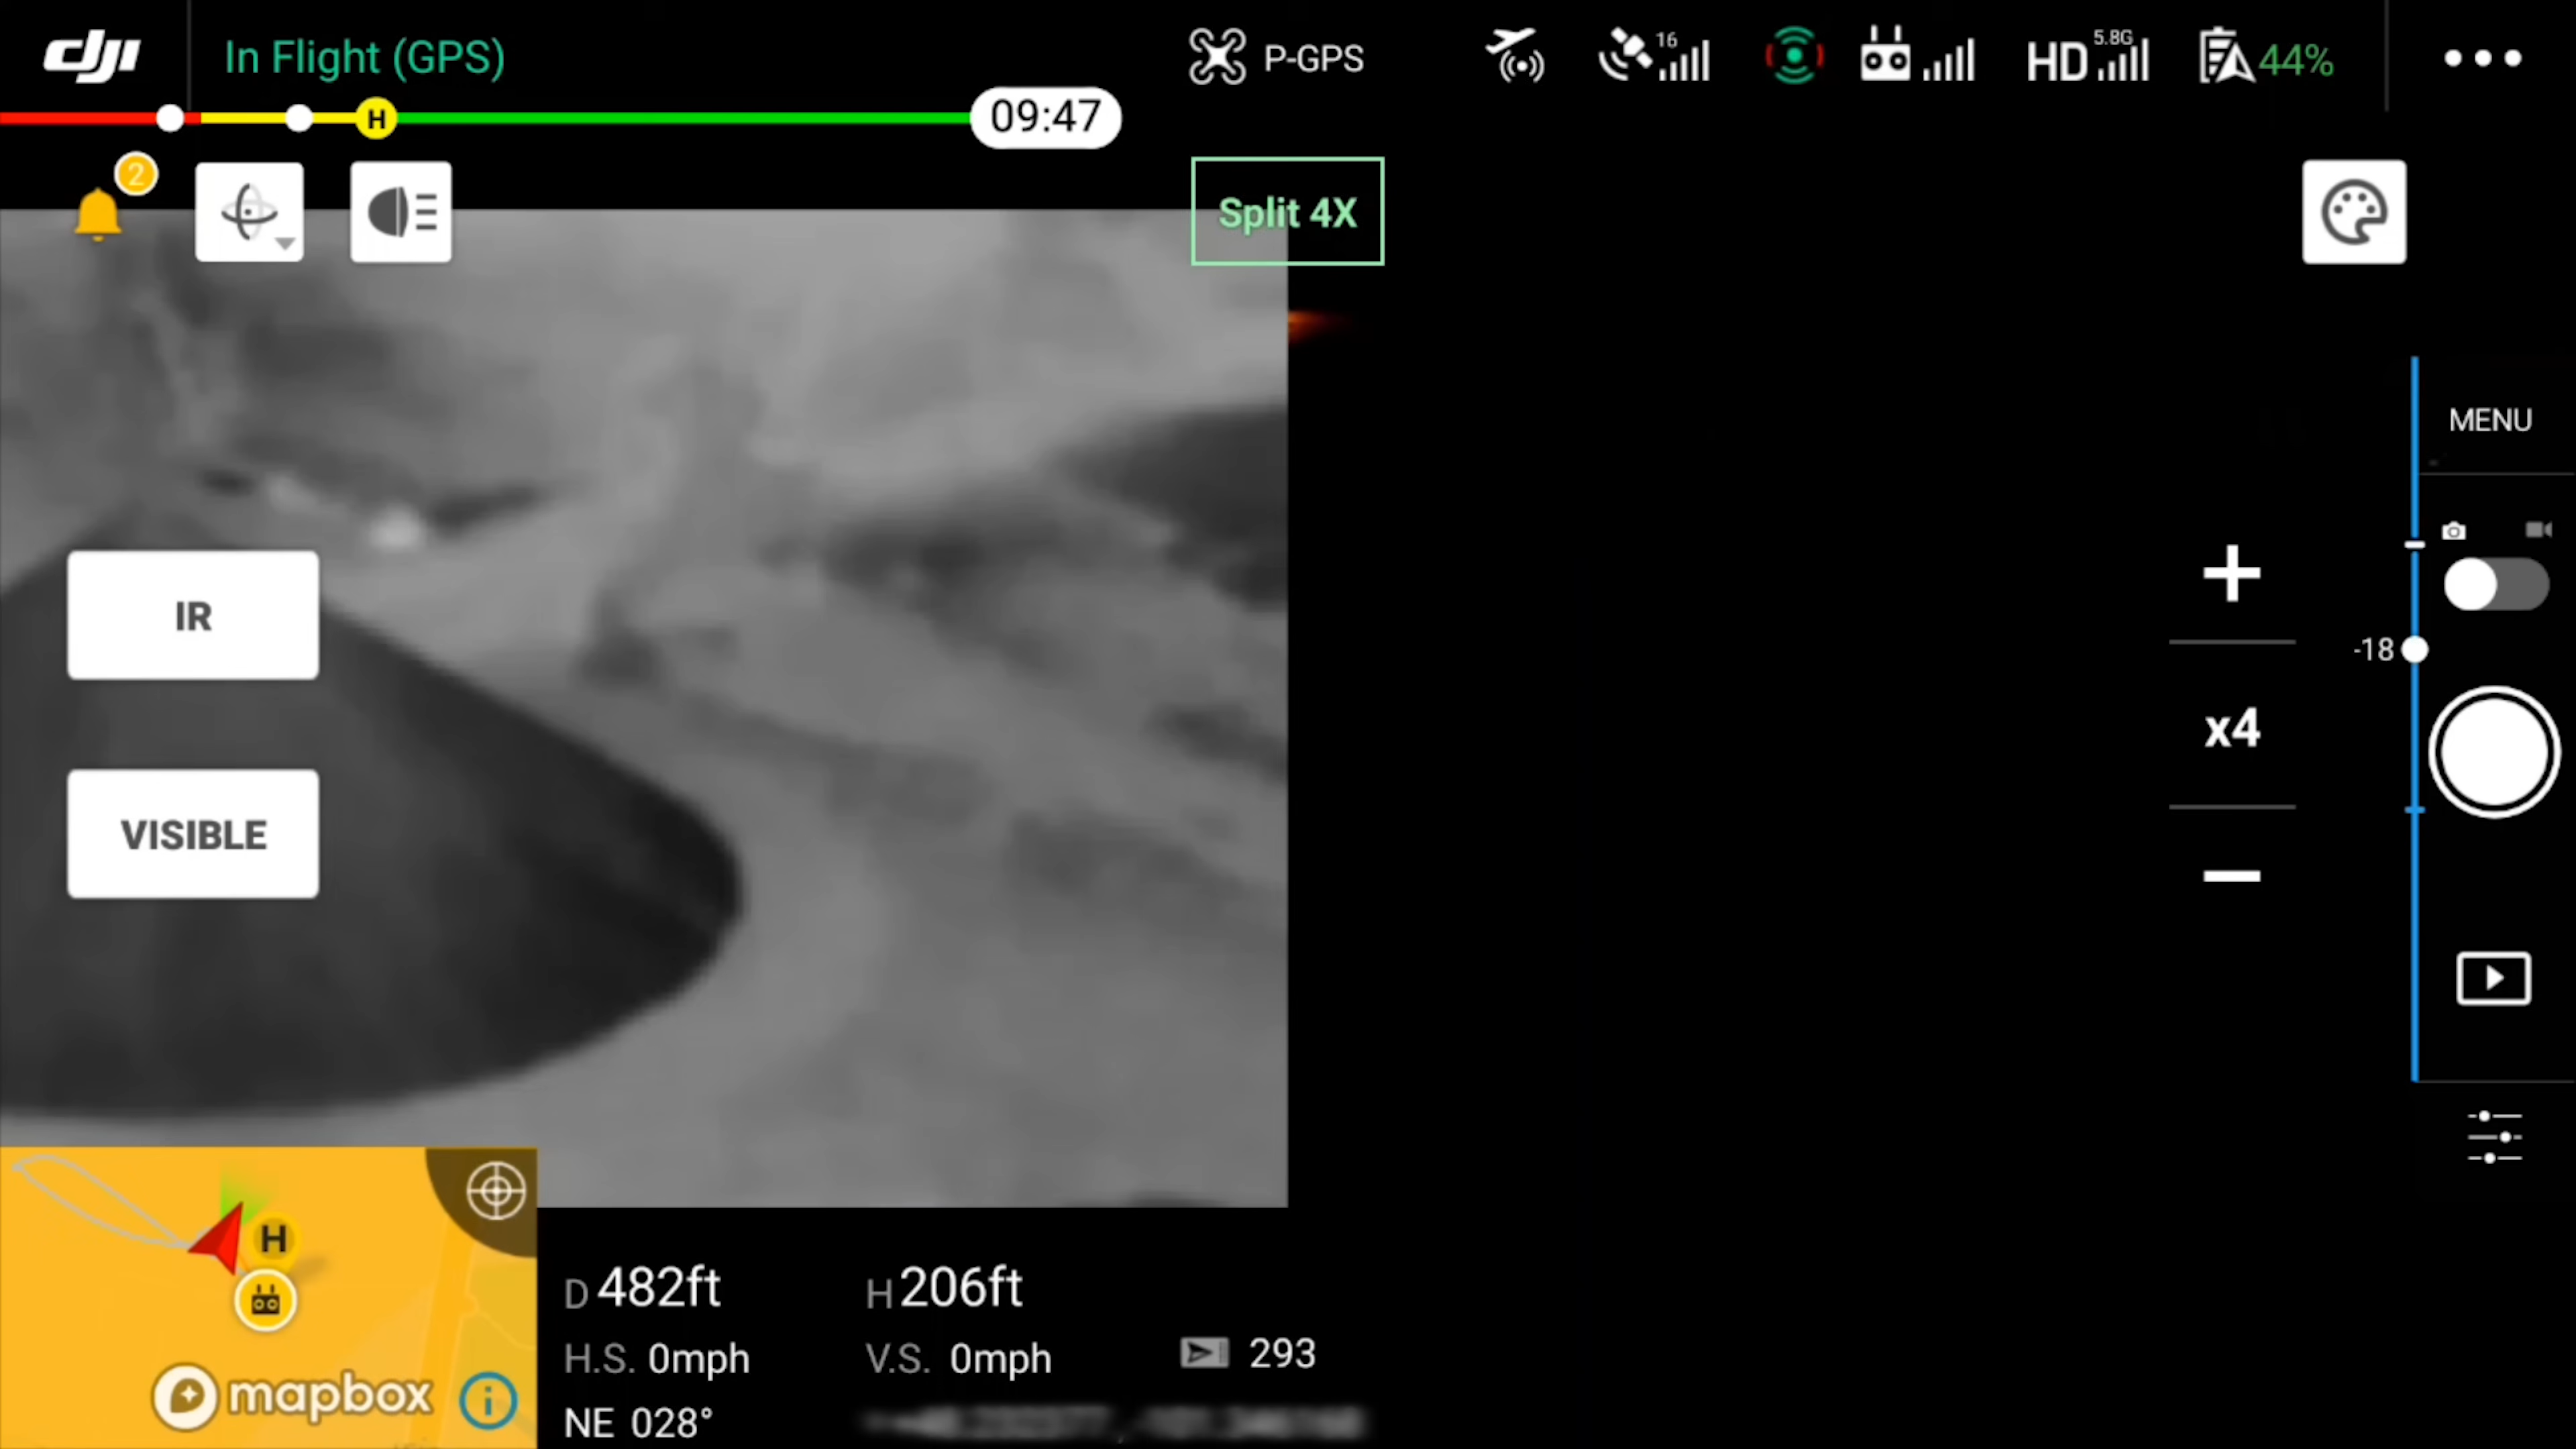 dji In Flight (GPS) P-GPS 16 HD 5.8G 44%
H 09:47
2 Split 4X
MENU
IR
-18
x4
VISIBLE
H
D 482ft H 206ft
H.S. 0mph V.S. 0mph 293
mapbox i
NE 028°